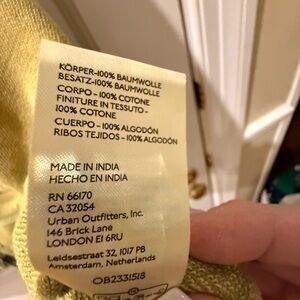 KÖRPER-100% BAUMWOLLE
BESATZ-100% BAUMWOLLE
CORPO - 100% COTONE
FINITURE IN TESSUTO -
100% COTONE
CUERPO - 100% ALGODÓN
RIBOS TEJIDOS - 100% ALGODÓN
MADE IN INDIA
HECHO EN INDIA
RN 66170
CA 32054
Urban Outfitters, Inc.
146 Brick Lane
LONDON E1 6RU
Leidsestraat 32, 1017 PB
Amsterdam, Netherlands
OB2331518